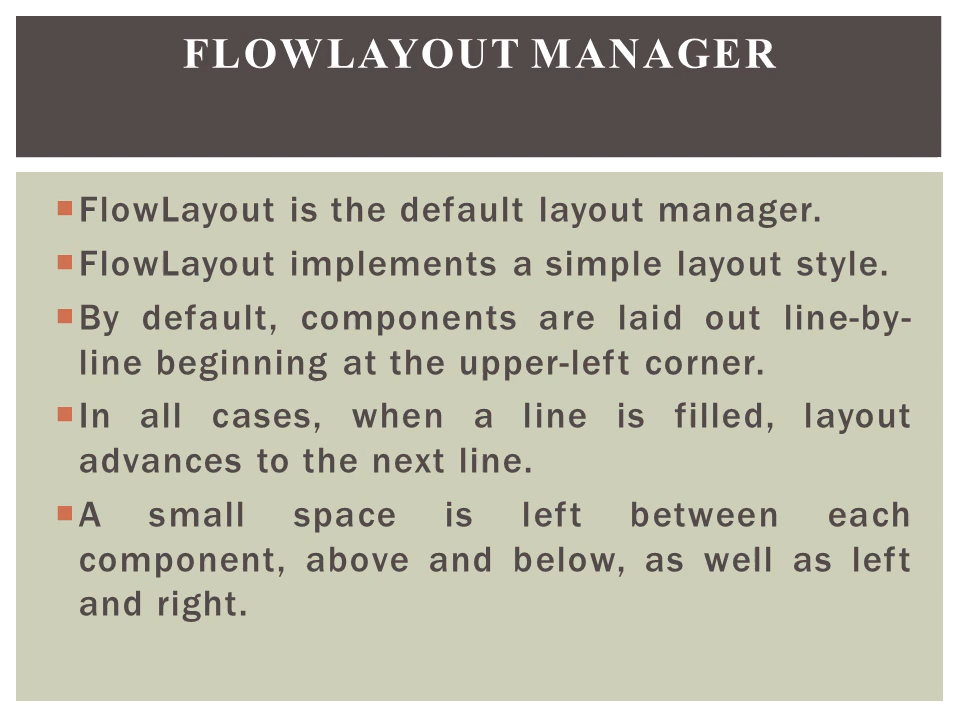 FLOWLAYOUT MANAGER
FlowLayout is the default layout manager.
FlowLayout implements a simple layout style.
By default, components are laid out line-by-
line beginning at the upper-left corner.
In all cases, when a line is filled, layout
advances to the next line.
A small space is left between each
component, above and below, as well as left
and right.